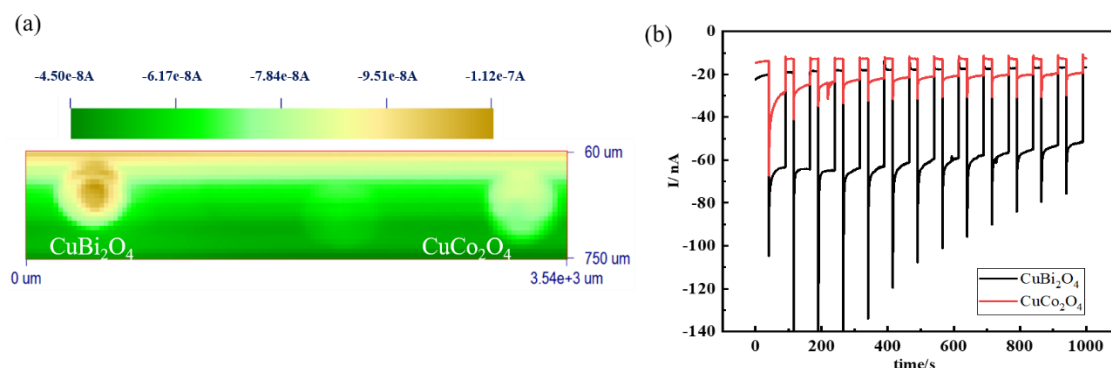 (a)
-4.50e-8A -6.17e-8A -7.84e-8A -9.51e-8A -1.12e-7A
60 um
CuBi₂O₄ CuCo₂O₄
750 um
0 um 3.54e+3 um
(b)
0
-20
-40
-60
-80
-100
-120
-140
I/ nA
CuBi₂O₄
CuCo₂O₄
0 200 400 600 800 1000
time/s